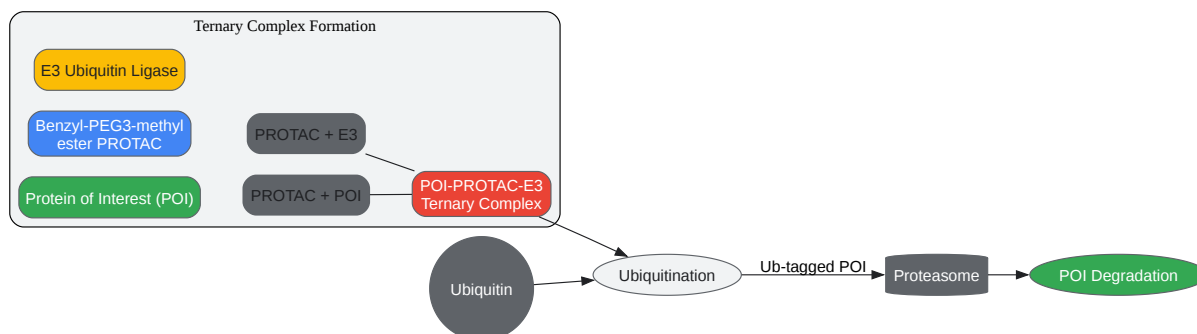 Ternary Complex Formation
E3 Ubiquitin Ligase
Benzyl-PEG3-methyl
ester PROTAC
Protein of Interest (POI)
PROTAC + E3
PROTAC + POI
POI-PROTAC-E3
Ternary Complex
Ubiquitin
Ubiquitination
Ub-tagged POI
Proteasome
POI Degradation